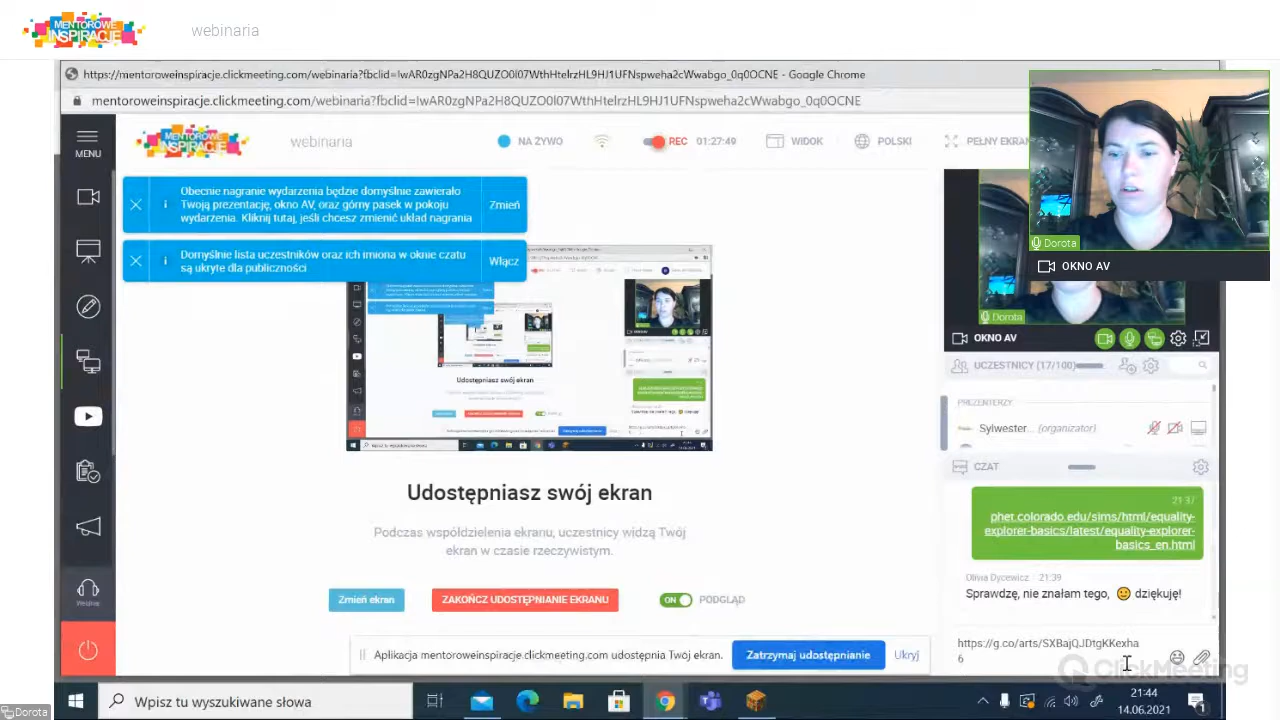 MENTOROWE
INSPIRACJE
webinaria
https://mentoroweinspiracje.clickmeeting.com/webinaria?fbclid=IwAR0zgNPa2H8QUZO0l07WthHtelrzHL9HJ1UFNspweha2cWwabgo_0q0OCNE - Google Chrome
mentoroweinspiracje.clickmeeting.com/webinaria?fbclid=IwAR0zgNPa2H8QUZO0l07WthHtelrzHL9HJ1UFNspweha2cWwabgo_0q0OCNE
MENU
MENTOROWE
INSPIRACJE
webinaria
NA ŻYWO
REC 01:27:49
WIDOK
POLSKI
PEŁNY EKRAN
Obecnie nagranie wydarzenia będzie domyślnie zawierało
Twoją prezentację, okno AV, oraz górny pasek w pokoju
wydarzenia. Kliknij tutaj, jeśli chcesz zmienić układ nagrania
Zmień
Domyślnie lista uczestników oraz ich imiona w oknie czatu
są ukryte dla publiczności
Włącz
Dorota
OKNO AV
Dorota
OKNO AV
UCZESTNICY (17/100)
PREZENTERZY
Sylwester... (organizator)
CZAT
21:37
phet.colorado.edu/sims/html/equality-
explorer-basics/latest/equality-explorer-
basics_en.html
Olivia Dycewicz 21:39
Sprawdzę, nie znałam tego, 🙂 dziękuję!
https://g.co/arts/SXBajQJDtgKKexha
6
Udostępniasz swój ekran
Udostępniasz swój ekran
Podczas współdzielenia ekranu, uczestnicy widzą Twój
ekran w czasie rzeczywistym.
Zmień ekran
ZAKOŃCZ UDOSTĘPNIANIE EKRANU
ON PODGLĄD
Aplikacja mentoroweinspiracje.clickmeeting.com udostępnia Twój ekran.
Zatrzymaj udostępnianie
Ukryj
ClickMeeting
Wpisz tu wyszukiwane słowa
21:44
14.06.2021
Dorota